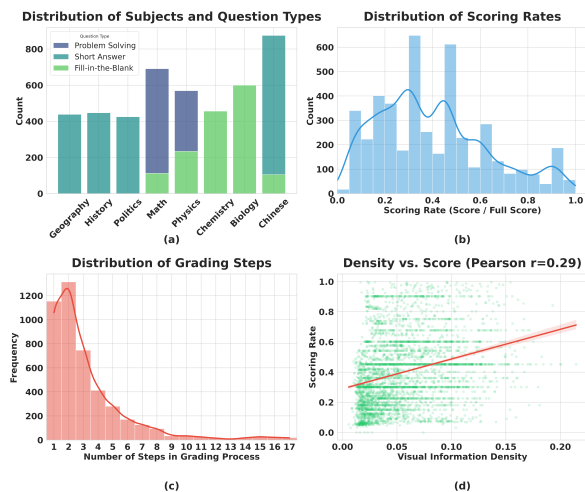 Distribution of Subjects and Question Types
Question Type
Problem Solving
Short Answer
Fill-in-the-Blank
Count
800
600
400
200
0
Geography
History
Politics
Math
Physics
Chemistry
Biology
Chinese
(a)
Distribution of Scoring Rates
Count
600
500
400
300
200
100
0
0.0 0.2 0.4 0.6 0.8 1.0
Scoring Rate (Score / Full Score)
(b)
Distribution of Grading Steps
Frequency
1200
1000
800
600
400
200
0
1 2 3 4 5 6 7 8 9 10 11 12 13 14 15 16 17
Number of Steps in Grading Process
(c)
Density vs. Score (Pearson r=0.29)
Scoring Rate
1.0
0.8
0.6
0.4
0.2
0.0
0.00 0.05 0.10 0.15 0.20
Visual Information Density
(d)